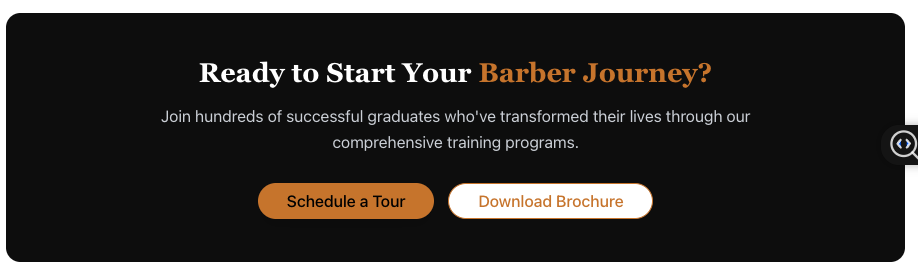 Ready to Start Your Barber Journey?
Join hundreds of successful graduates who've transformed their lives through our
comprehensive training programs.
Schedule a Tour
Download Brochure